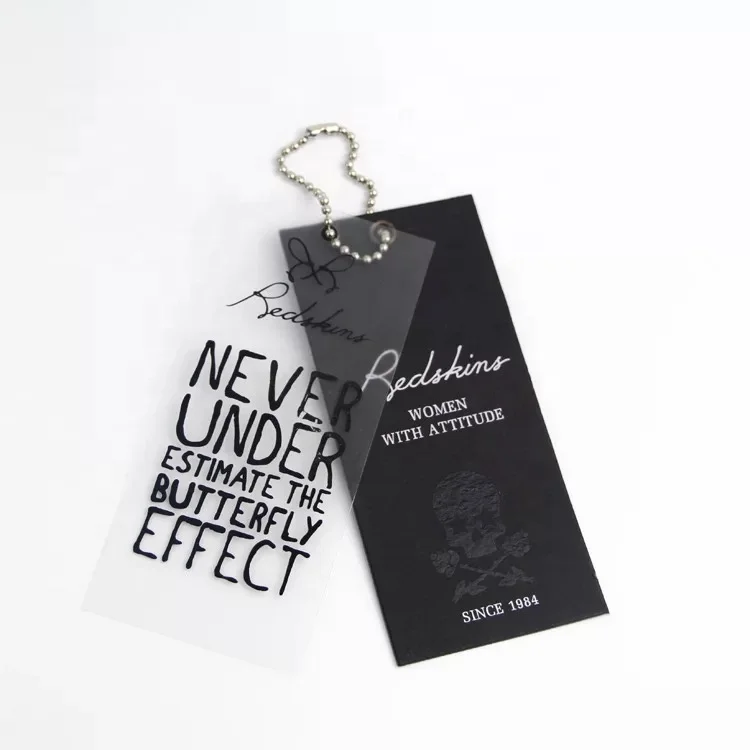 Redskins
NEVER
UNDER
ESTIMATE THE
BUTTERFLY
EFFECT
Redskins
WOMEN
WITH ATTITUDE
SINCE 1984